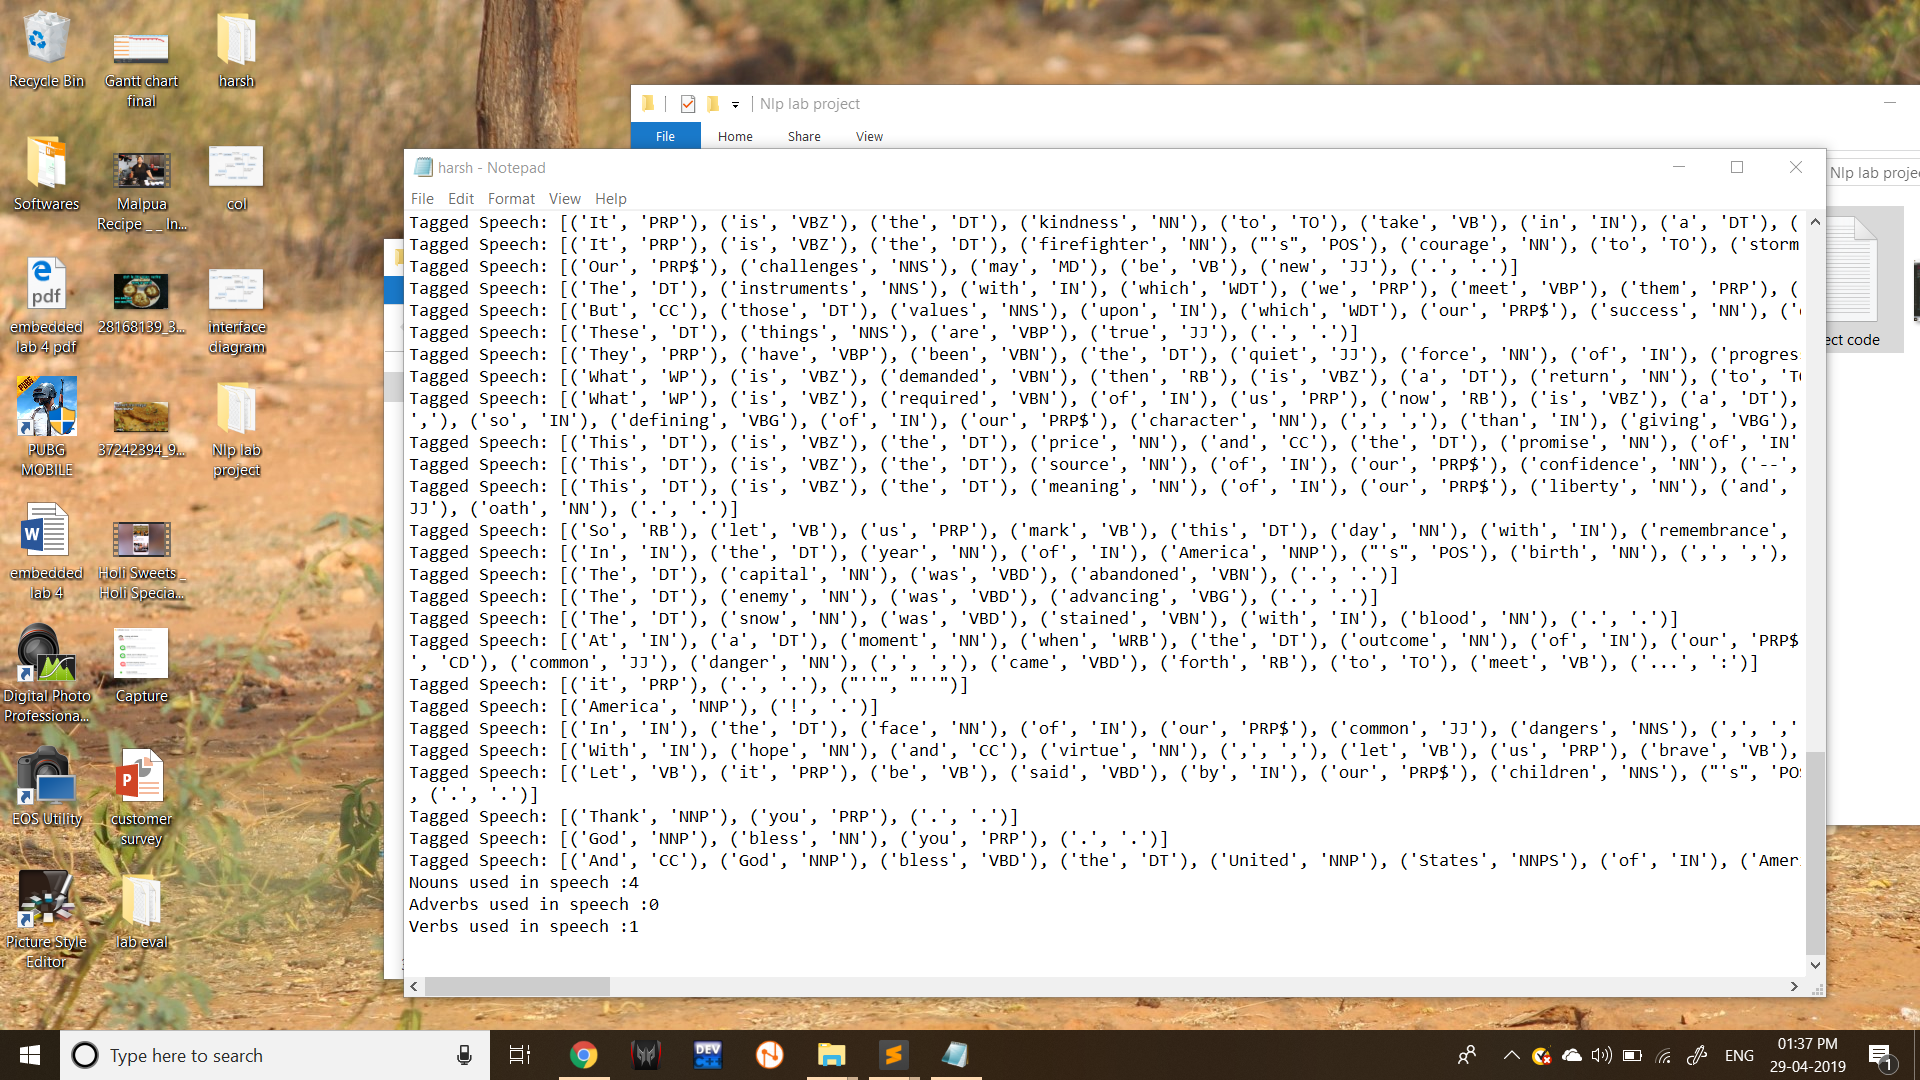 Recycle Bin
Gantt chart
final
harsh
Softwares
Malpua
Recipe _ _ In...
col
embedded
lab 4 pdf
28168139_3...
interface
diagram
PUBG
MOBILE
37242394_9...
Nlp lab
project
embedded
lab 4
Holi Sweets _
Holi Specia...
Digital Photo
Professiona...
Capture
EOS Utility
customer
survey
Picture Style
Editor
lab eval
Nlp lab project
File Home Share View
Nlp lab projec
ect code
harsh - Notepad
File Edit Format View Help
Tagged Speech: [('It', 'PRP'), ('is', 'VBZ'), ('the', 'DT'), ('kindness', 'NN'), ('to', 'TO'), ('take', 'VB'), ('in', 'IN'), ('a', 'DT'), (
Tagged Speech: [('It', 'PRP'), ('is', 'VBZ'), ('the', 'DT'), ('firefighter', 'NN'), ("'s", 'POS'), ('courage', 'NN'), ('to', 'TO'), ('storm
Tagged Speech: [('Our', 'PRP$'), ('challenges', 'NNS'), ('may', 'MD'), ('be', 'VB'), ('new', 'JJ'), ('.', '.')]
Tagged Speech: [('The', 'DT'), ('instruments', 'NNS'), ('with', 'IN'), ('which', 'WDT'), ('we', 'PRP'), ('meet', 'VBP'), ('them', 'PRP'), (
Tagged Speech: [('But', 'CC'), ('those', 'DT'), ('values', 'NNS'), ('upon', 'IN'), ('which', 'WDT'), ('our', 'PRP$'), ('success', 'NN'), ('
Tagged Speech: [('These', 'DT'), ('things', 'NNS'), ('are', 'VBP'), ('true', 'JJ'), ('.', '.')]
Tagged Speech: [('They', 'PRP'), ('have', 'VBP'), ('been', 'VBN'), ('the', 'DT'), ('quiet', 'JJ'), ('force', 'NN'), ('of', 'IN'), ('progres
Tagged Speech: [('What', 'WP'), ('is', 'VBZ'), ('demanded', 'VBN'), ('then', 'RB'), ('is', 'VBZ'), ('a', 'DT'), ('return', 'NN'), ('to', 'T
Tagged Speech: [('What', 'WP'), ('is', 'VBZ'), ('required', 'VBN'), ('of', 'IN'), ('us', 'PRP'), ('now', 'RB'), ('is', 'VBZ'), ('a', 'DT'),
','), ('so', 'IN'), ('defining', 'VBG'), ('of', 'IN'), ('our', 'PRP$'), ('character', 'NN'), (',', ','), ('than', 'IN'), ('giving', 'VBG'),
Tagged Speech: [('This', 'DT'), ('is', 'VBZ'), ('the', 'DT'), ('price', 'NN'), ('and', 'CC'), ('the', 'DT'), ('promise', 'NN'), ('of', 'IN'
Tagged Speech: [('This', 'DT'), ('is', 'VBZ'), ('the', 'DT'), ('source', 'NN'), ('of', 'IN'), ('our', 'PRP$'), ('confidence', 'NN'), ('--',
Tagged Speech: [('This', 'DT'), ('is', 'VBZ'), ('the', 'DT'), ('meaning', 'NN'), ('of', 'IN'), ('our', 'PRP$'), ('liberty', 'NN'), ('and',
JJ'), ('oath', 'NN'), ('.', '.')]
Tagged Speech: [('So', 'RB'), ('let', 'VB'), ('us', 'PRP'), ('mark', 'VB'), ('this', 'DT'), ('day', 'NN'), ('with', 'IN'), ('remembrance',
Tagged Speech: [('In', 'IN'), ('the', 'DT'), ('year', 'NN'), ('of', 'IN'), ('America', 'NNP'), ("'s", 'POS'), ('birth', 'NN'), (',', ','),
Tagged Speech: [('The', 'DT'), ('capital', 'NN'), ('was', 'VBD'), ('abandoned', 'VBN'), ('.', '.')]
Tagged Speech: [('The', 'DT'), ('enemy', 'NN'), ('was', 'VBD'), ('advancing', 'VBG'), ('.', '.')]
Tagged Speech: [('The', 'DT'), ('snow', 'NN'), ('was', 'VBD'), ('stained', 'VBN'), ('with', 'IN'), ('blood', 'NN'), ('.', '.')]
Tagged Speech: [('At', 'IN'), ('a', 'DT'), ('moment', 'NN'), ('when', 'WRB'), ('the', 'DT'), ('outcome', 'NN'), ('of', 'IN'), ('our', 'PRP$
', 'CD'), ('common', 'JJ'), ('danger', 'NN'), (',', ','), ('came', 'VBD'), ('forth', 'RB'), ('to', 'TO'), ('meet', 'VB'), ('...', ':')]
Tagged Speech: [('it', 'PRP'), ('.', '.'), ("''", "''")]
Tagged Speech: [('America', 'NNP'), ('!', '.')]
Tagged Speech: [('In', 'IN'), ('the', 'DT'), ('face', 'NN'), ('of', 'IN'), ('our', 'PRP$'), ('common', 'JJ'), ('dangers', 'NNS'), (',', ','
Tagged Speech: [('With', 'IN'), ('hope', 'NN'), ('and', 'CC'), ('virtue', 'NN'), (',', ','), ('let', 'VB'), ('us', 'PRP'), ('brave', 'VB'),
Tagged Speech: [('Let', 'VB'), ('it', 'PRP'), ('be', 'VB'), ('said', 'VBD'), ('by', 'IN'), ('our', 'PRP$'), ('children', 'NNS'), ("'s", 'POS
, ('.', '.')]
Tagged Speech: [('Thank', 'NNP'), ('you', 'PRP'), ('.', '.')]
Tagged Speech: [('God', 'NNP'), ('bless', 'NN'), ('you', 'PRP'), ('.', '.')]
Tagged Speech: [('And', 'CC'), ('God', 'NNP'), ('bless', 'VBD'), ('the', 'DT'), ('United', 'NNP'), ('States', 'NNPS'), ('of', 'IN'), ('Ameri
Nouns used in speech :4
Adverbs used in speech :0
Verbs used in speech :1
Type here to search
DEV
C++
ENG
01:37 PM
29-04-2019
1